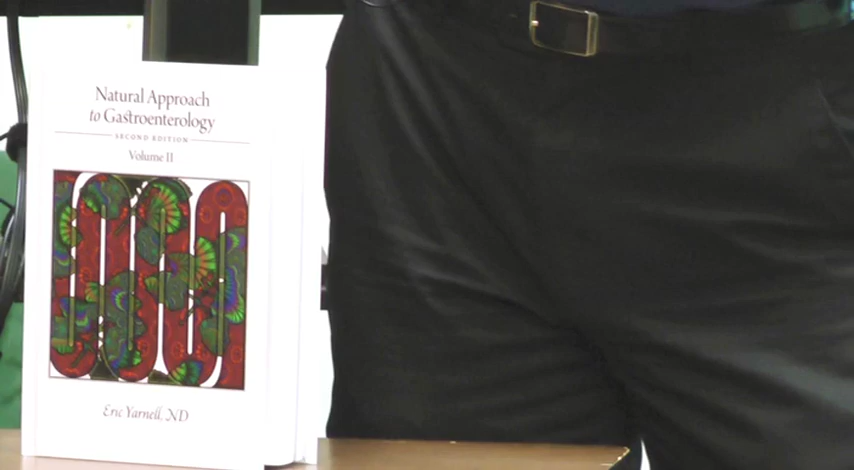 Natural Approach
to Gastroenterology
SECOND EDITION
Volume II
Eric Yarnell, ND